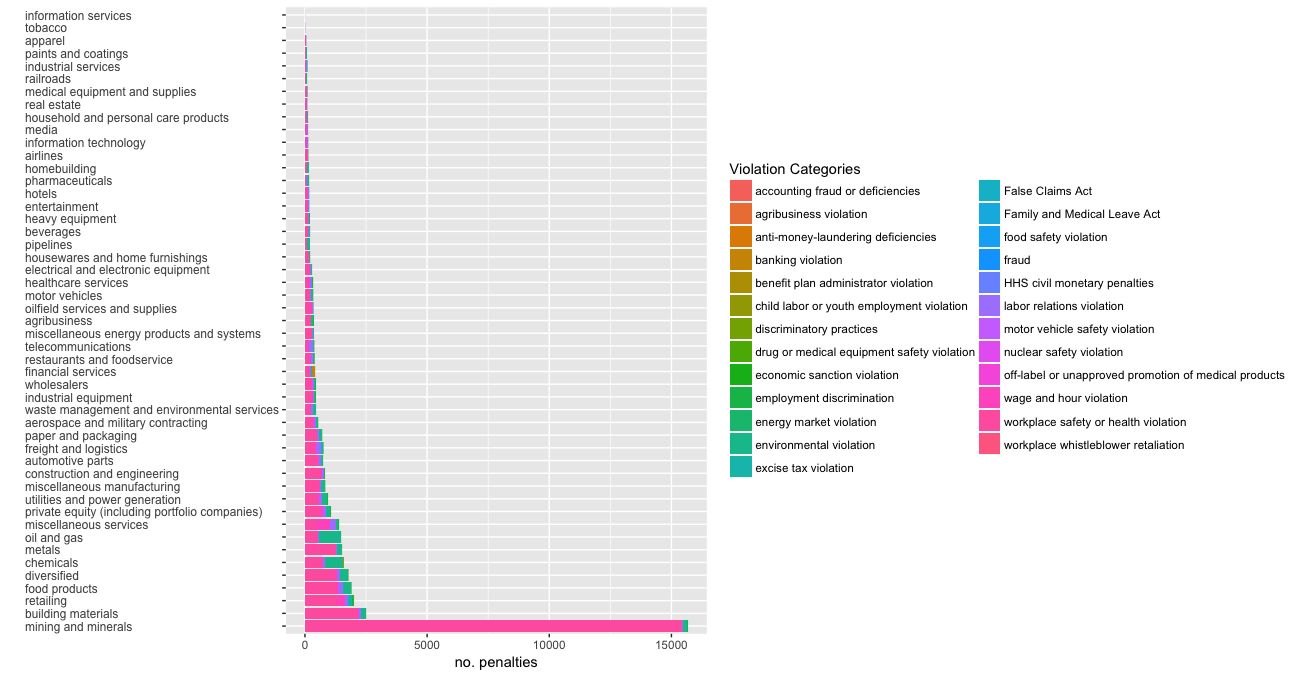 information services
tobacco
apparel
paints and coatings
industrial services
railroads
medical equipment and supplies
real estate
household and personal care products
media
information technology
airlines
homebuilding
pharmaceuticals
hotels
entertainment
heavy equipment
beverages
pipelines
housewares and home furnishings
electrical and electronic equipment
healthcare services
motor vehicles
oilfield services and supplies
agribusiness
miscellaneous energy products and systems
telecommunications
restaurants and foodservice
financial services
wholesalers
industrial equipment
waste management and environmental services
aerospace and military contracting
paper and packaging
freight and logistics
automotive parts
construction and engineering
miscellaneous manufacturing
utilities and power generation
private equity (including portfolio companies)
miscellaneous services
oil and gas
metals
chemicals
diversified
food products
retailing
building materials
mining and minerals
0 5000 10000 15000
no. penalties
Violation Categories
accounting fraud or deficiencies
agribusiness violation
anti-money-laundering deficiencies
banking violation
benefit plan administrator violation
child labor or youth employment violation
discriminatory practices
drug or medical equipment safety violation
economic sanction violation
employment discrimination
energy market violation
environmental violation
excise tax violation
False Claims Act
Family and Medical Leave Act
food safety violation
fraud
HHS civil monetary penalties
labor relations violation
motor vehicle safety violation
nuclear safety violation
off-label or unapproved promotion of medical products
wage and hour violation
workplace safety or health violation
workplace whistleblower retaliation